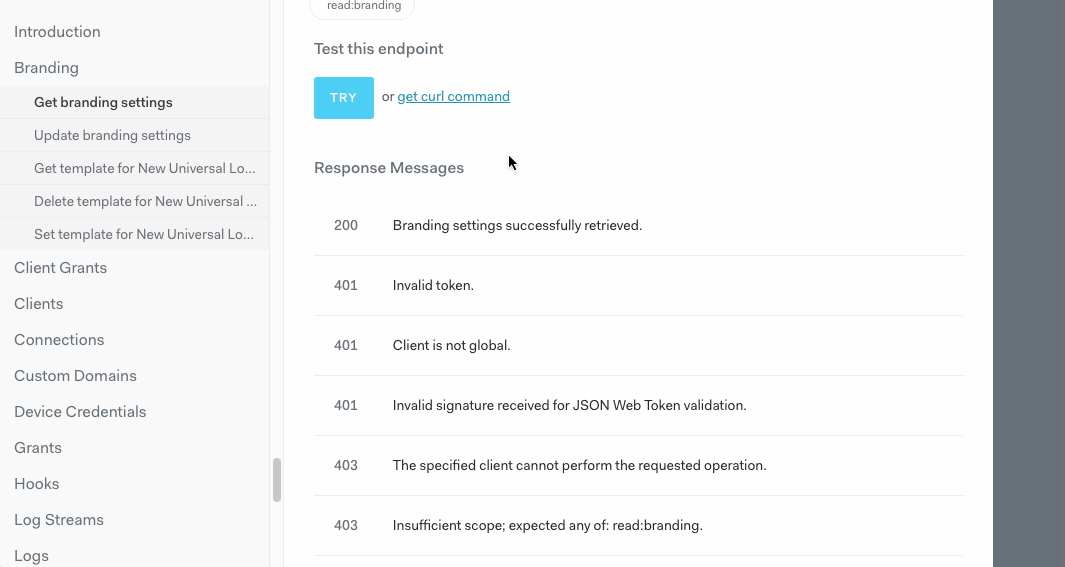 Introduction
Branding
Get branding settings
Update branding settings
Get template for New Universal Lo...
Delete template for New Universal ...
Set template for New Universal Lo...
Client Grants
Clients
Connections
Custom Domains
Device Credentials
Grants
Hooks
Log Streams
Logs
read:branding
Test this endpoint
TRY or get curl command
Response Messages
200 Branding settings successfully retrieved.
401 Invalid token.
401 Client is not global.
401 Invalid signature received for JSON Web Token validation.
403 The specified client cannot perform the requested operation.
403 Insufficient scope; expected any of: read:branding.